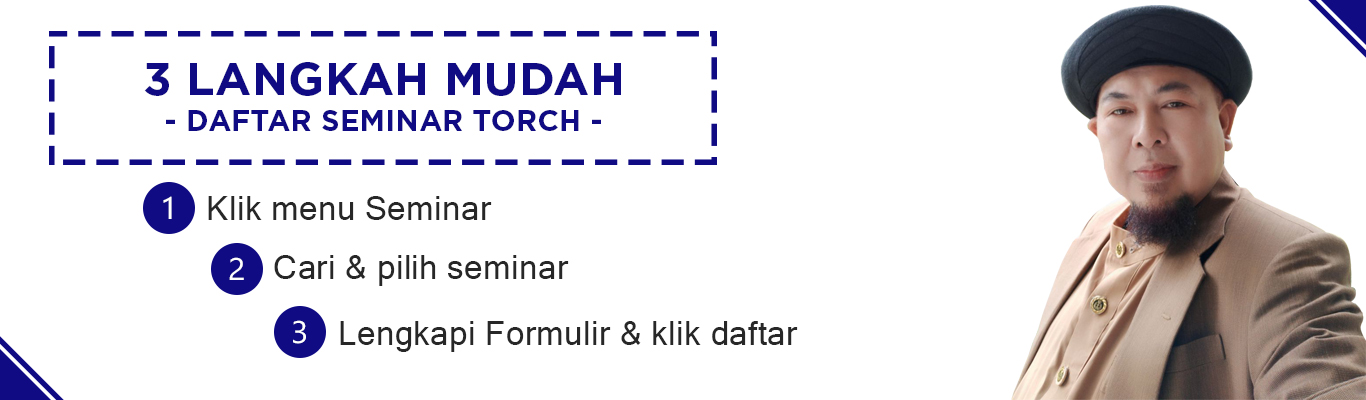 3 LANGKAH MUDAH
- DAFTAR SEMINAR TORCH -
1 Klik menu Seminar
2 Cari & pilih seminar
3 Lengkapi Formulir & klik daftar